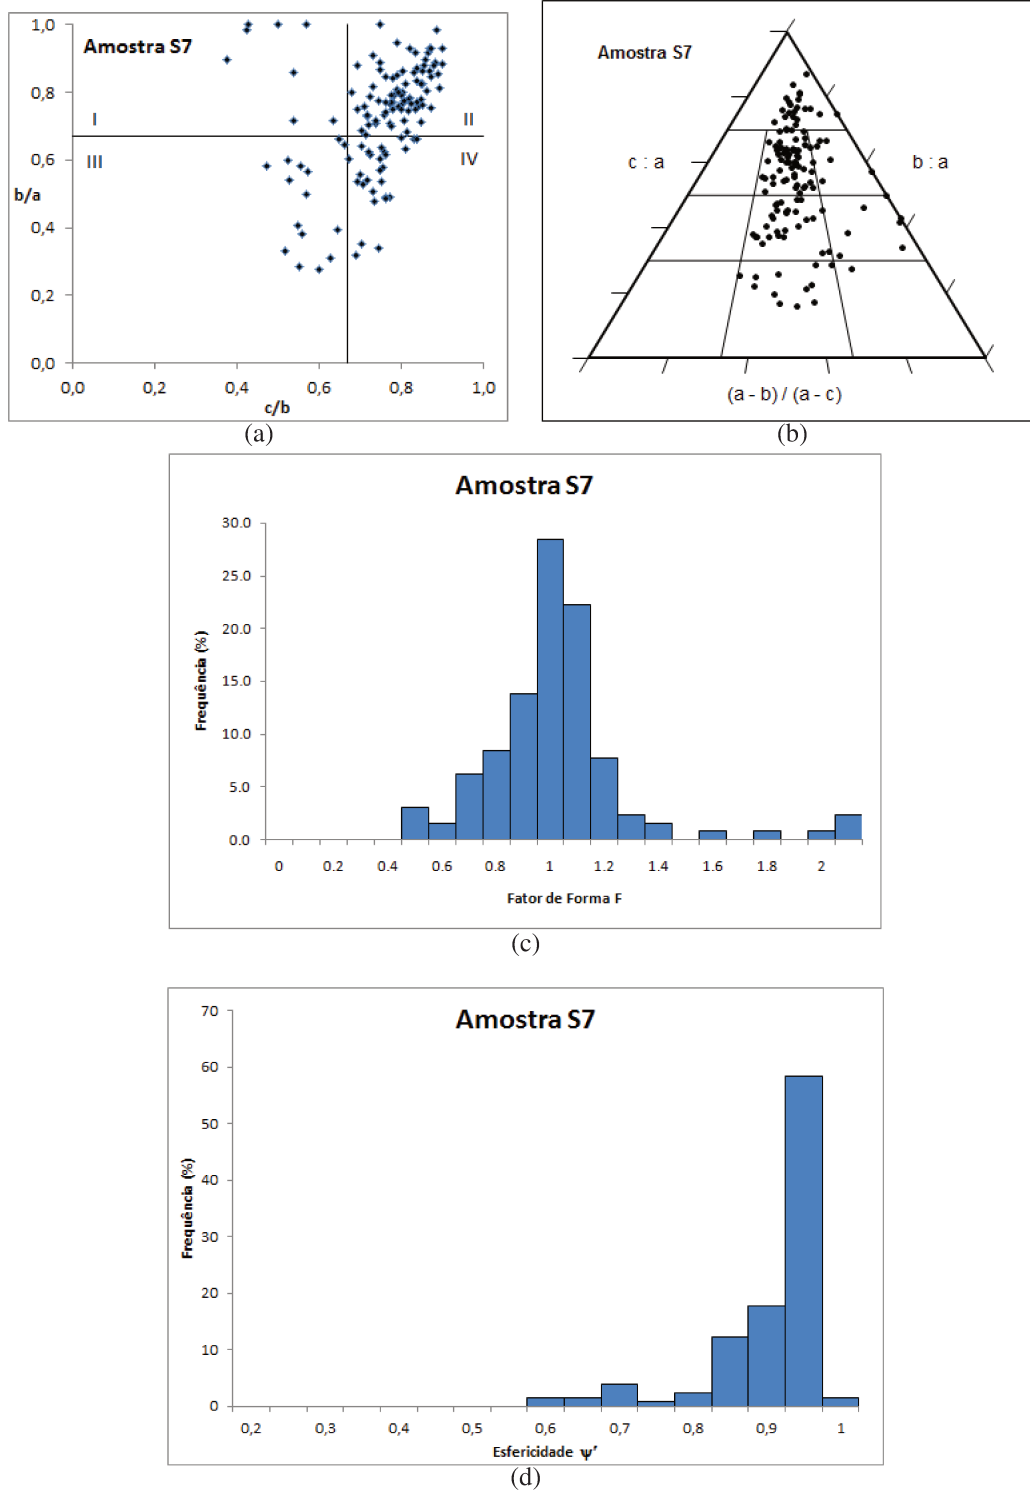 Amostra S7
1,0
0,8
I
II
0,6
III
IV
b/a
0,4
0,2
0,0
0,0 0,2 0,4 0,6 0,8 1,0
c/b
(a)
Amostra S7
c : a
b : a
(a - b) / (a - c)
(b)
Amostra S7
30.0
25.0
20.0
15.0
10.0
5.0
0.0
Frequência (%)
0 0.2 0.4 0.6 0.8 1 1.2 1.4 1.6 1.8 2
Fator de Forma F
(c)
Amostra S7
70
60
50
40
30
20
10
0
Frequência (%)
0,2 0,3 0,4 0,5 0,6 0,7 0,8 0,9 1
Esfericidade ψ'
(d)